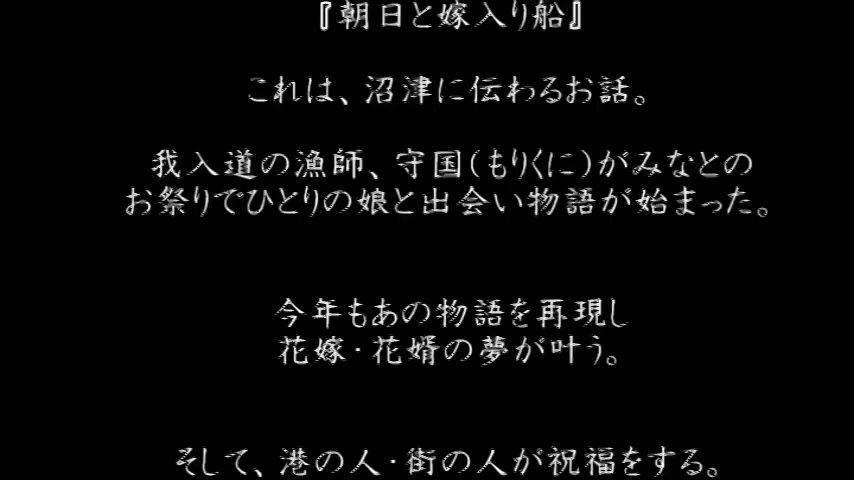 『朝日と嫁入り船』
これは、沼津に伝わるお話。
我入道の漁師、守国(もりくに)がみなとの
お祭りでひとりの娘と出会い物語が始まった。
今年もあの物語を再現し
花嫁・花婿の夢が叶う。
そして、港の人・街の人が祝福をする。